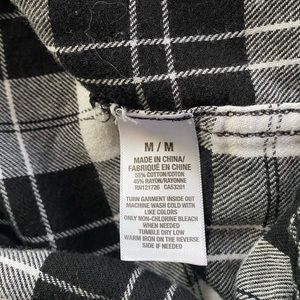 M / M
MADE IN CHINA/
FABRIQUÉ EN CHINE
55% COTTON/COTON
45% RAYON/RAYONNE
RN121726 CA53201
TURN GARMENT INSIDE OUT
MACHINE WASH COLD WITH
LIKE COLORS
ONLY NON-CHLORINE BLEACH
WHEN NEEDED
TUMBLE DRY LOW
WARM IRON ON THE REVERSE
SIDE IF NEEDED